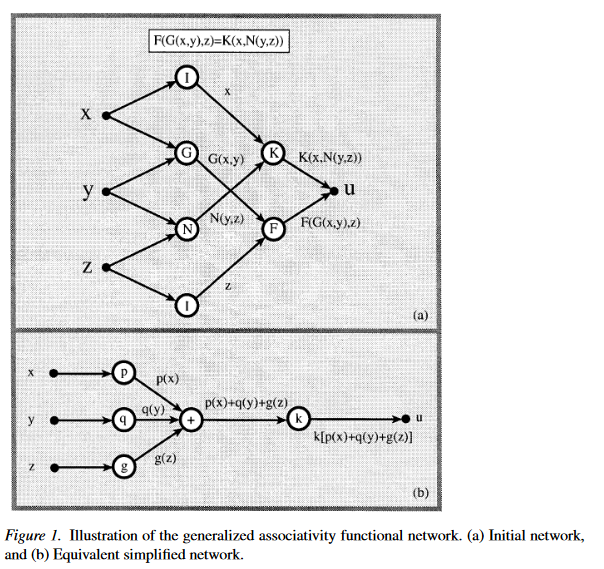 F(G(x,y),z)=K(x,N(y,z))
I
x
x
G
G(x,y)
K
K(x,N(y,z))
y
u
N
N(y,z)
F
F(G(x,y),z)
z
z
I
(a)
x
p
p(x)
y
q
q(y)
+
p(x)+q(y)+g(z)
k
u
k[p(x)+q(y)+g(z)]
z
g
g(z)
(b)
Figure 1. Illustration of the generalized associativity functional network. (a) Initial network,
and (b) Equivalent simplified network.